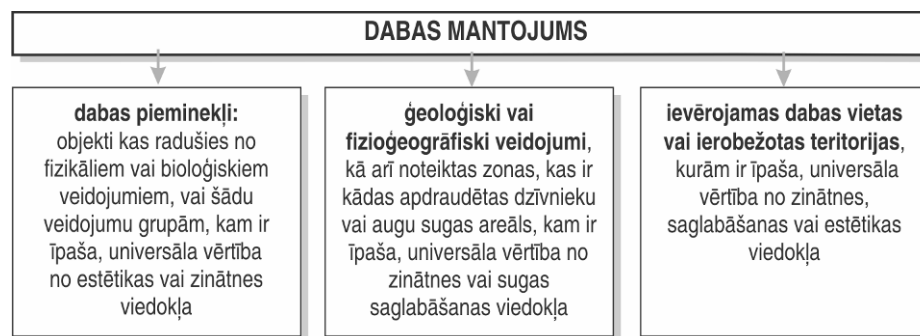 DABAS MANTOJUMS
dabas pieminekļi:
objekti kas radušies no
fizikāliem vai bioloģiskiem
veidojumiem, vai šādu
veidojumu grupām, kam ir
īpaša, universāla vērtība
no estētikas vai zinātnes
viedokļa
ģeoloģiski vai
fizioģeogrāfiski veidojumi,
kā arī noteiktas zonas, kas ir
kādas apdraudētas dzīvnieku
vai augu sugas areāls, kam ir
īpaša, universāla vērtība no
zinātnes vai sugas
saglabāšanas viedokļa
ievērojamas dabas vietas
vai ierobežotas teritorijas,
kurām ir īpaša, universāla
vērtība no zinātnes,
saglabāšanas vai estētikas
viedokļa